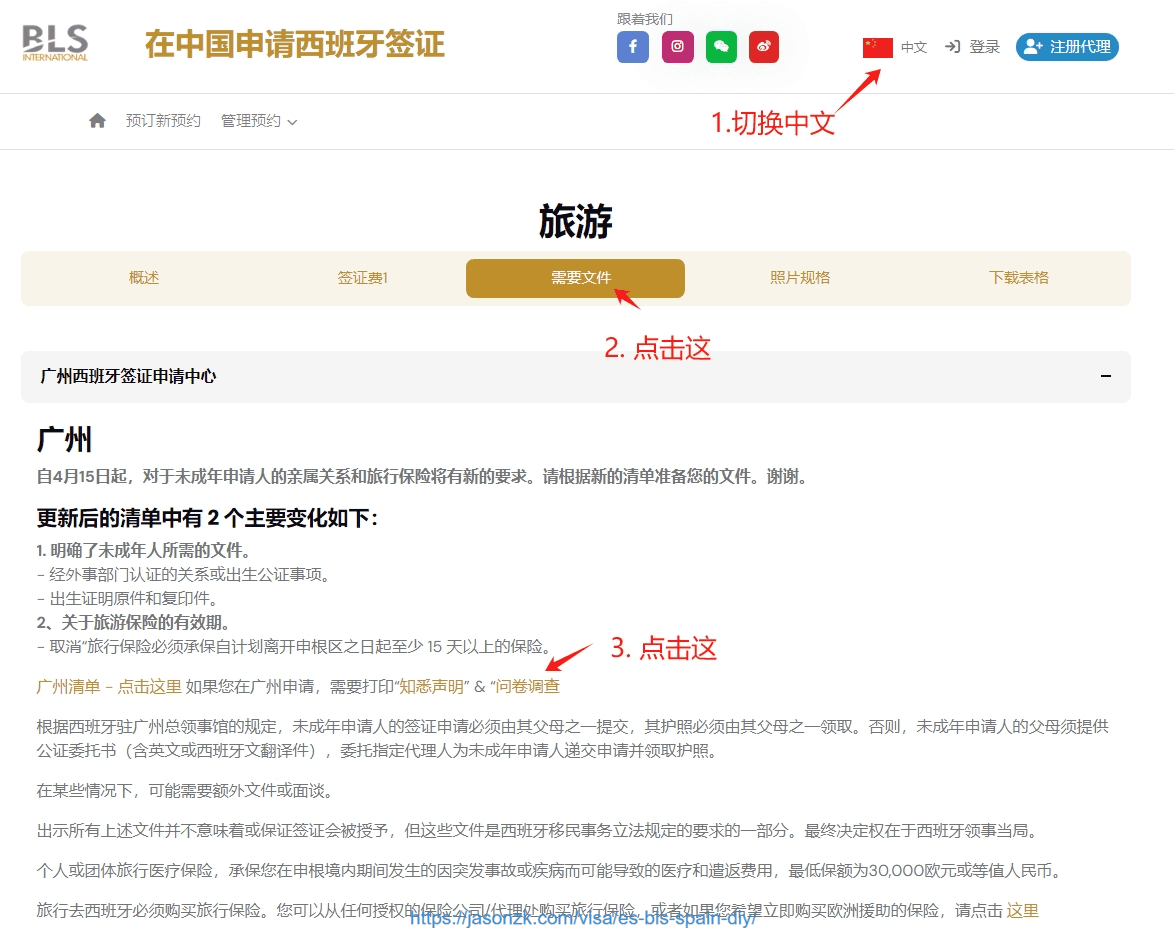 BLS
INTERNATIONAL
在中国申请西班牙签证
跟着我们
中文
登录
注册代理
预订新预约
管理预约
1.切换中文
旅游
概述
签证费1
需要文件
照片规格
下载表格
2. 点击这
广州西班牙签证申请中心
广州
自4月15日起，对于未成年申请人的亲属关系和旅行保险将有新的要求。请根据新的清单准备您的文件。谢谢。
更新后的清单中有 2 个主要变化如下：
1. 明确了未成年人所需的文件。
- 经外事部门认证的关系或出生公证事项。
- 出生证明原件和复印件。
2、关于旅游保险的有效期。
- 取消“旅行保险必须承保自计划离开申根区之日起至少 15 天以上的保险。
3. 点击这
广州清单 - 点击这里 如果您在广州申请，需要打印“知悉声明” & “问卷调查
根据西班牙驻广州总领事馆的规定，未成年申请人的签证申请必须由其父母之一提交，其护照必须由其父母之一领取。否则，未成年申请人的父母须提供
公证委托书（含英文或西班牙文翻译件），委托指定代理人为未成年申请人递交申请并领取护照。
在某些情况下，可能需要额外文件或面谈。
出示所有上述文件并不意味着或保证签证会被授予，但这些文件是西班牙移民事务立法规定的要求的一部分。最终决定权在于西班牙领事当局。
个人或团体旅行医疗保险，承保您在申根境内期间发生的因突发事故或疾病而可能导致的医疗和遣返费用，最低保额为30,000欧元或等值人民币。
旅行去西班牙必须购买旅行保险。您可以从任何授权的保险公司/代理处购买旅行保险，或者如果您希望立即购买欧洲援助的保险，请点击 这里
https://jasonzk.com/visa/es-bls-spain-diy/